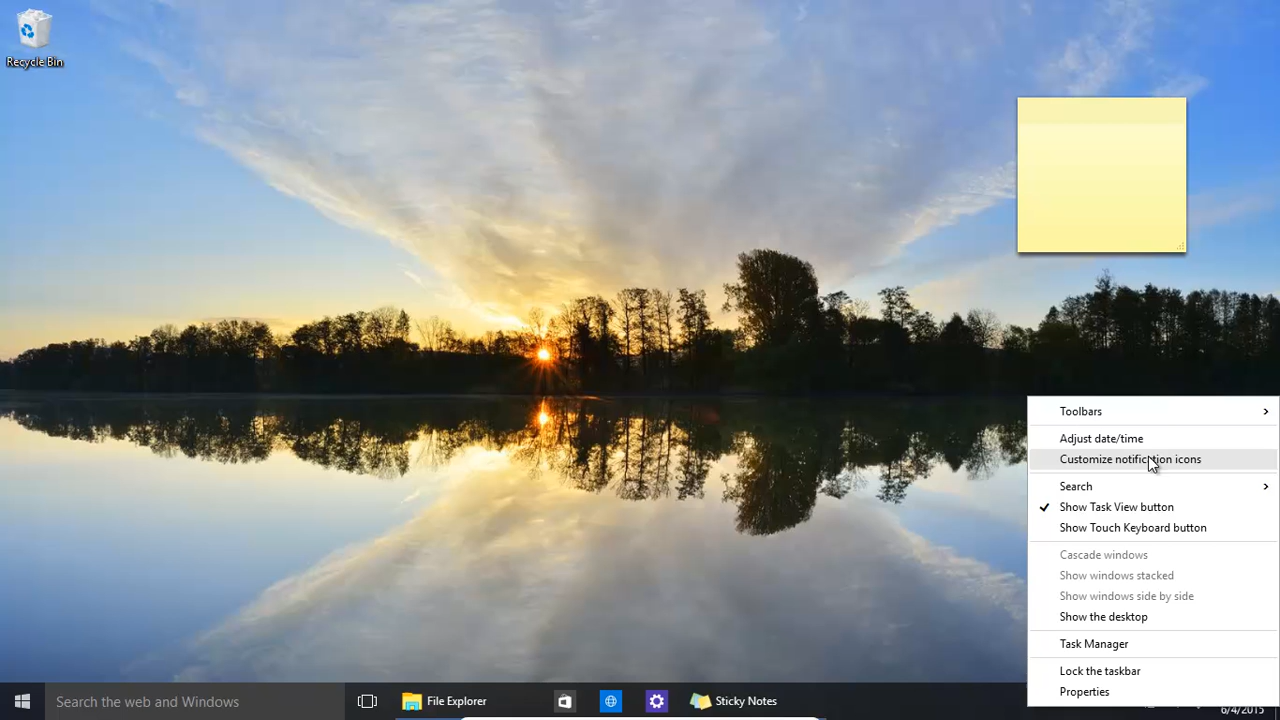 Recycle Bin
Toolbars
Adjust date/time
Customize notification icons
Search
Show Task View button
Show Touch Keyboard button
Cascade windows
Show windows stacked
Show windows side by side
Show the desktop
Task Manager
Lock the taskbar
Properties
Search the web and Windows
File Explorer
Sticky Notes
6/4/2015